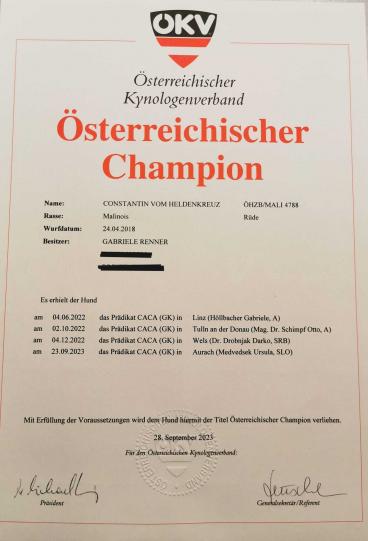 ÖKV
Österreichischer
Kynologenverband
Österreichischer
Champion
Name: CONSTANTIN VOM HELDENKREUZ ÖHZB/MALI 4788
Rasse: Malinois Rüde
Wurfdatum: 24.04.2018
Besitzer: GABRIELE RENNER
Es erhielt der Hund
am 04.06.2022 das Prädikat CACA (GK) in Linz (Höllbacher Gabriele, A)
am 02.10.2022 das Prädikat CACA (GK) in Tulln an der Donau (Mag. Dr. Schimpf Otto, A)
am 04.12.2022 das Prädikat CACA (GK) in Wels (Dr. Drobnjak Darko, SRB)
am 23.09.2023 das Prädikat CACA (GK) in Aurach (Medvedsek Ursula, SLO)
Mit Erfüllung der Voraussetzungen wird dem Hund hiermit der Titel Österreichischer Champion verliehen.
28. September 2023
Für den Österreichischen Kynologenverband:
Präsident Generalsekretär/Referent